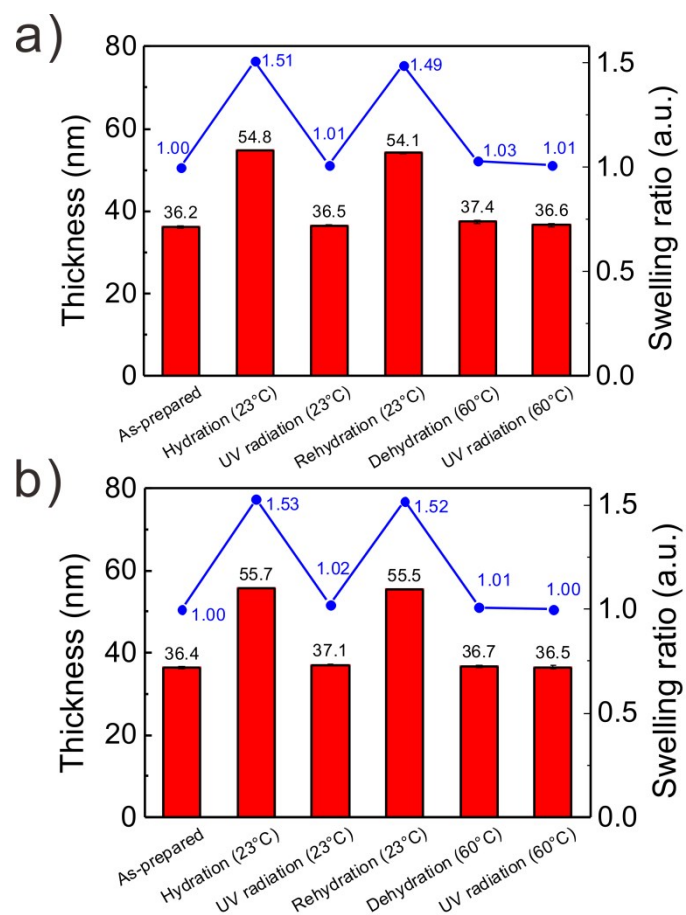 a)
80
60
40
20
0
Thickness (nm)
1.5
1.0
0.5
0.0
Swelling ratio (a.u.)
1.00
1.51
1.01
1.49
1.03
1.01
36.2
54.8
36.5
54.1
37.4
36.6
As-prepared
Hydration (23°C)
UV radiation (23°C)
Rehydration (23°C)
Dehydration (60°C)
UV radiation (60°C)
b)
80
60
40
20
0
Thickness (nm)
1.5
1.0
0.5
0.0
Swelling ratio (a.u.)
1.00
1.53
1.02
1.52
1.01
1.00
36.4
55.7
37.1
55.5
36.7
36.5
As-prepared
Hydration (23°C)
UV radiation (23°C)
Rehydration (23°C)
Dehydration (60°C)
UV radiation (60°C)